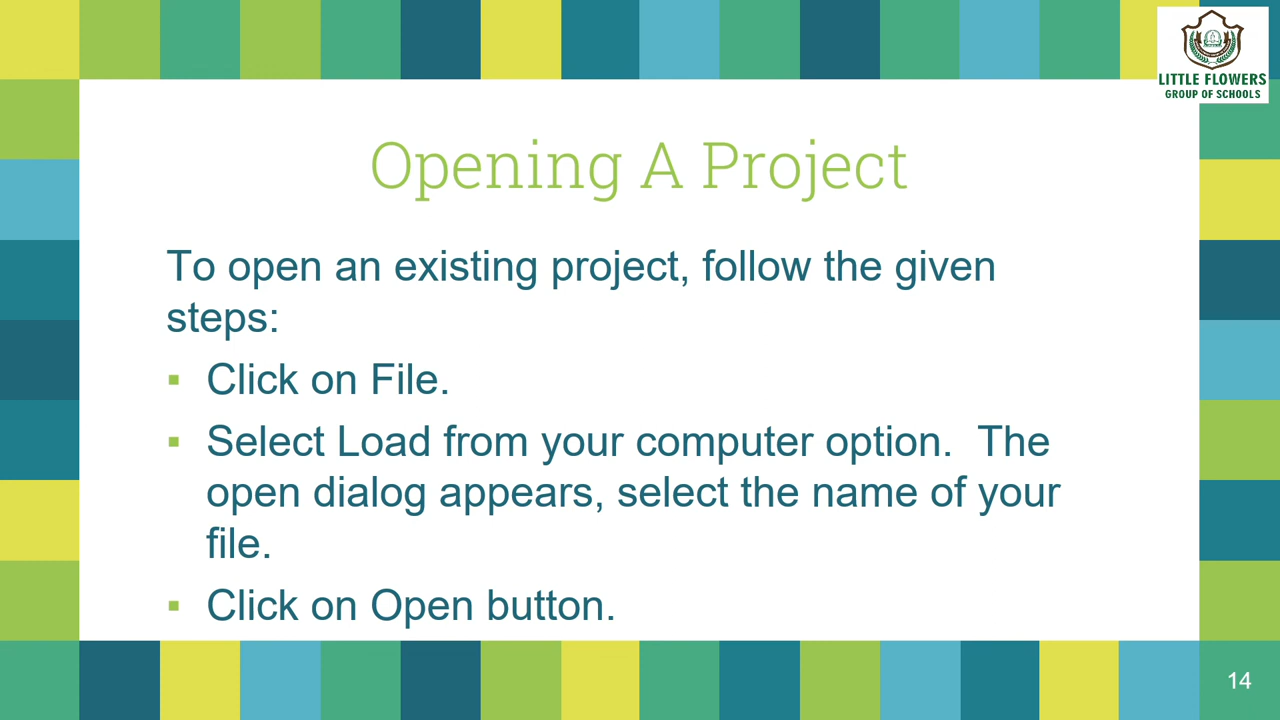 LITTLE FLOWERS
GROUP OF SCHOOLS
Opening A Project
To open an existing project, follow the given
steps:
▪ Click on File.
▪ Select Load from your computer option.  The
open dialog appears, select the name of your
file.
▪ Click on Open button.
14